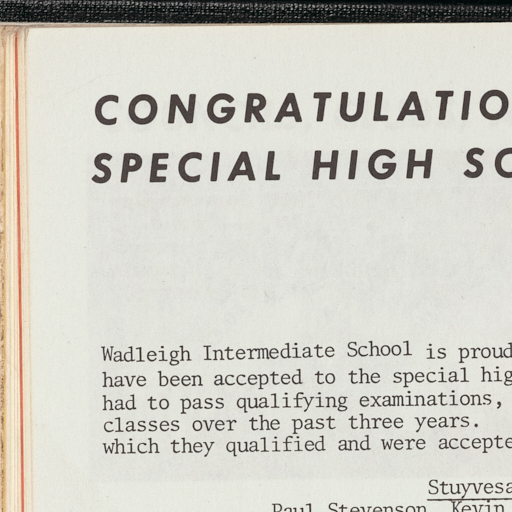 CONGRATULATIO
SPECIAL HIGH SC
Wadleigh Intermediate School is proud
have been accepted to the special hig
had to pass qualifying examinations,
classes over the past three years.
which they qualified and were accepte
Stuyvesa
Paul Stevenson, Kevin